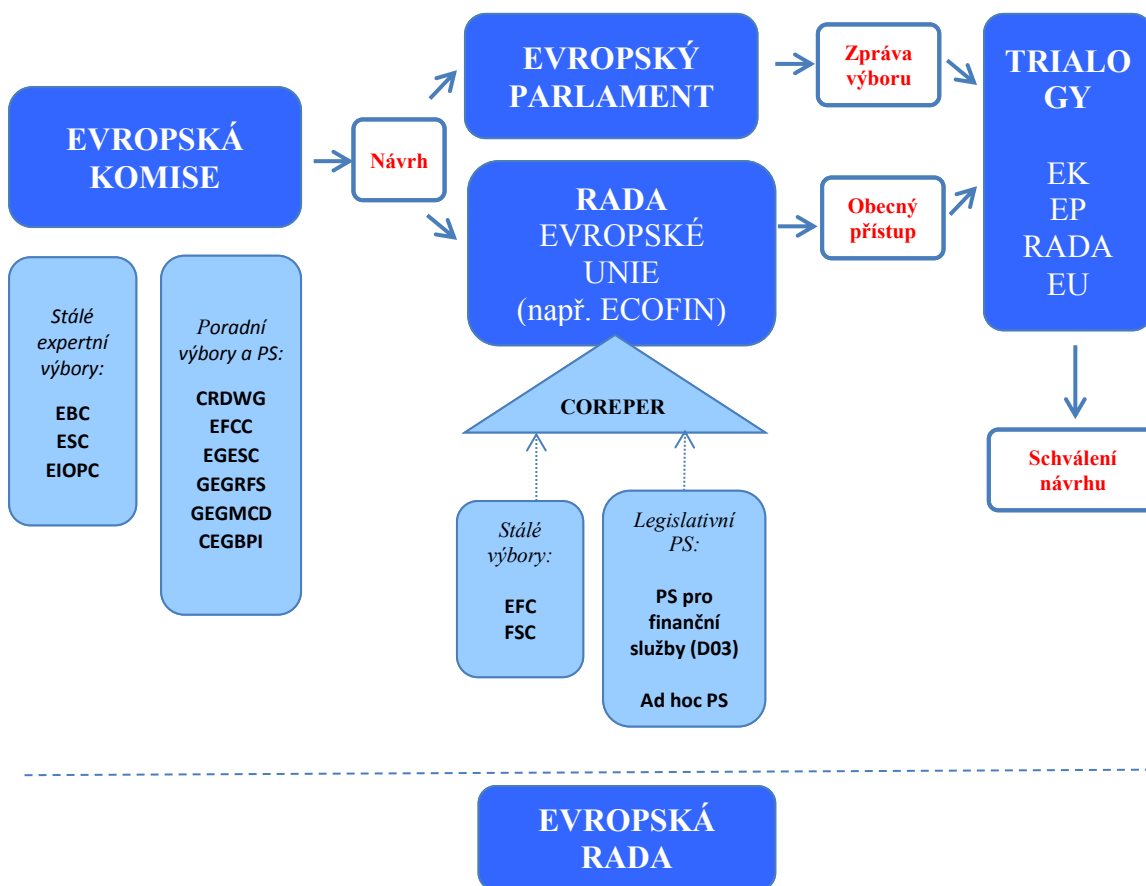 EVROPSKÁ
KOMISE
Návrh
EVROPSKÝ
PARLAMENT
Zpráva
výboru
RADA
EVROPSKÉ
UNIE
(např. ECOFIN)
Obecný
přístup
TRIALO
GY
EK
EP
RADA
EU
Schválení
návrhu
Stálé
expertní
výbory:
EBC
ESC
EIOPC
Poradní
výbory a PS:
CRDWG
EFCC
EGESC
GEGRFS
GEGMCD
CEGBPI
COREPER
Stálé
výbory:
EFC
FSC
Legislativní
PS:
PS pro
finanční
služby (D03)
Ad hoc PS
EVROPSKÁ
RADA